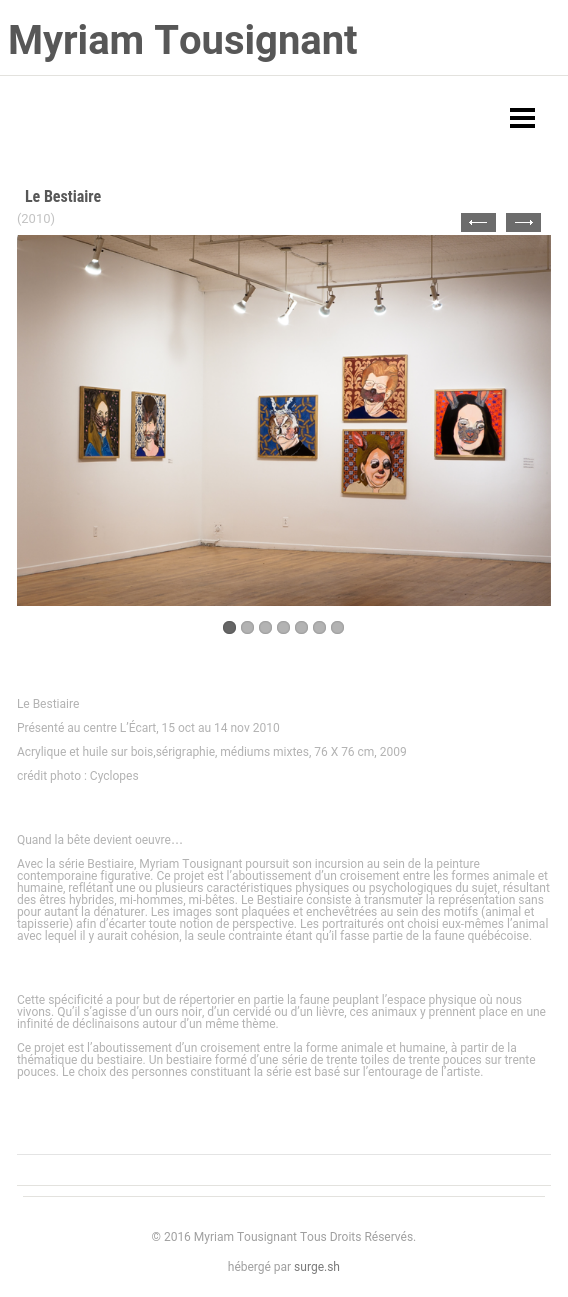 Myriam Tousignant
Le Bestiaire
(2010)
Le Bestiaire
Présenté au centre L'Écart, 15 oct au 14 nov 2010
Acrylique et huile sur bois,sérigraphie, médiums mixtes, 76 X 76 cm, 2009
crédit photo : Cyclopes
Quand la bête devient oeuvre…
Avec la série Bestiaire, Myriam Tousignant poursuit son incursion au sein de la peinture
contemporaine figurative. Ce projet est l’aboutissement d’un croisement entre les formes animale et
humaine, reflétant une ou plusieurs caractéristiques physiques ou psychologiques du sujet, résultant
des êtres hybrides, mi-hommes, mi-bêtes. Le Bestiaire consiste à transmuter la représentation sans
pour autant la dénaturer. Les images sont plaquées et enchevêtrées au sein des motifs (animal et
tapisserie) afin d’écarter toute notion de perspective. Les portraiturés ont choisi eux-mêmes l’animal
avec lequel il y aurait cohésion, la seule contrainte étant qu’il fasse partie de la faune québécoise.
Cette spécificité a pour but de répertorier en partie la faune peuplant l’espace physique où nous
vivons. Qu’il s’agisse d’un ours noir, d’un cervidé ou d’un lièvre, ces animaux y prennent place en une
infinité de déclinaisons autour d’un même thème.
Ce projet est l’aboutissement d’un croisement entre la forme animale et humaine, à partir de la
thématique du bestiaire. Un bestiaire formé d’une série de trente toiles de trente pouces sur trente
pouces. Le choix des personnes constituant la série est basé sur l’entourage de l’artiste.
© 2016 Myriam Tousignant Tous Droits Réservés.
hébergé par surge.sh